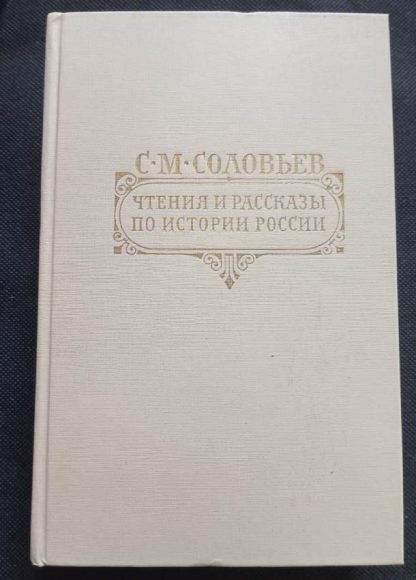 С·М·СОЛОВЬЕВ
ЧТЕНИЯ И РАССКАЗЫ
ПО ИСТОРИИ РОССИИ